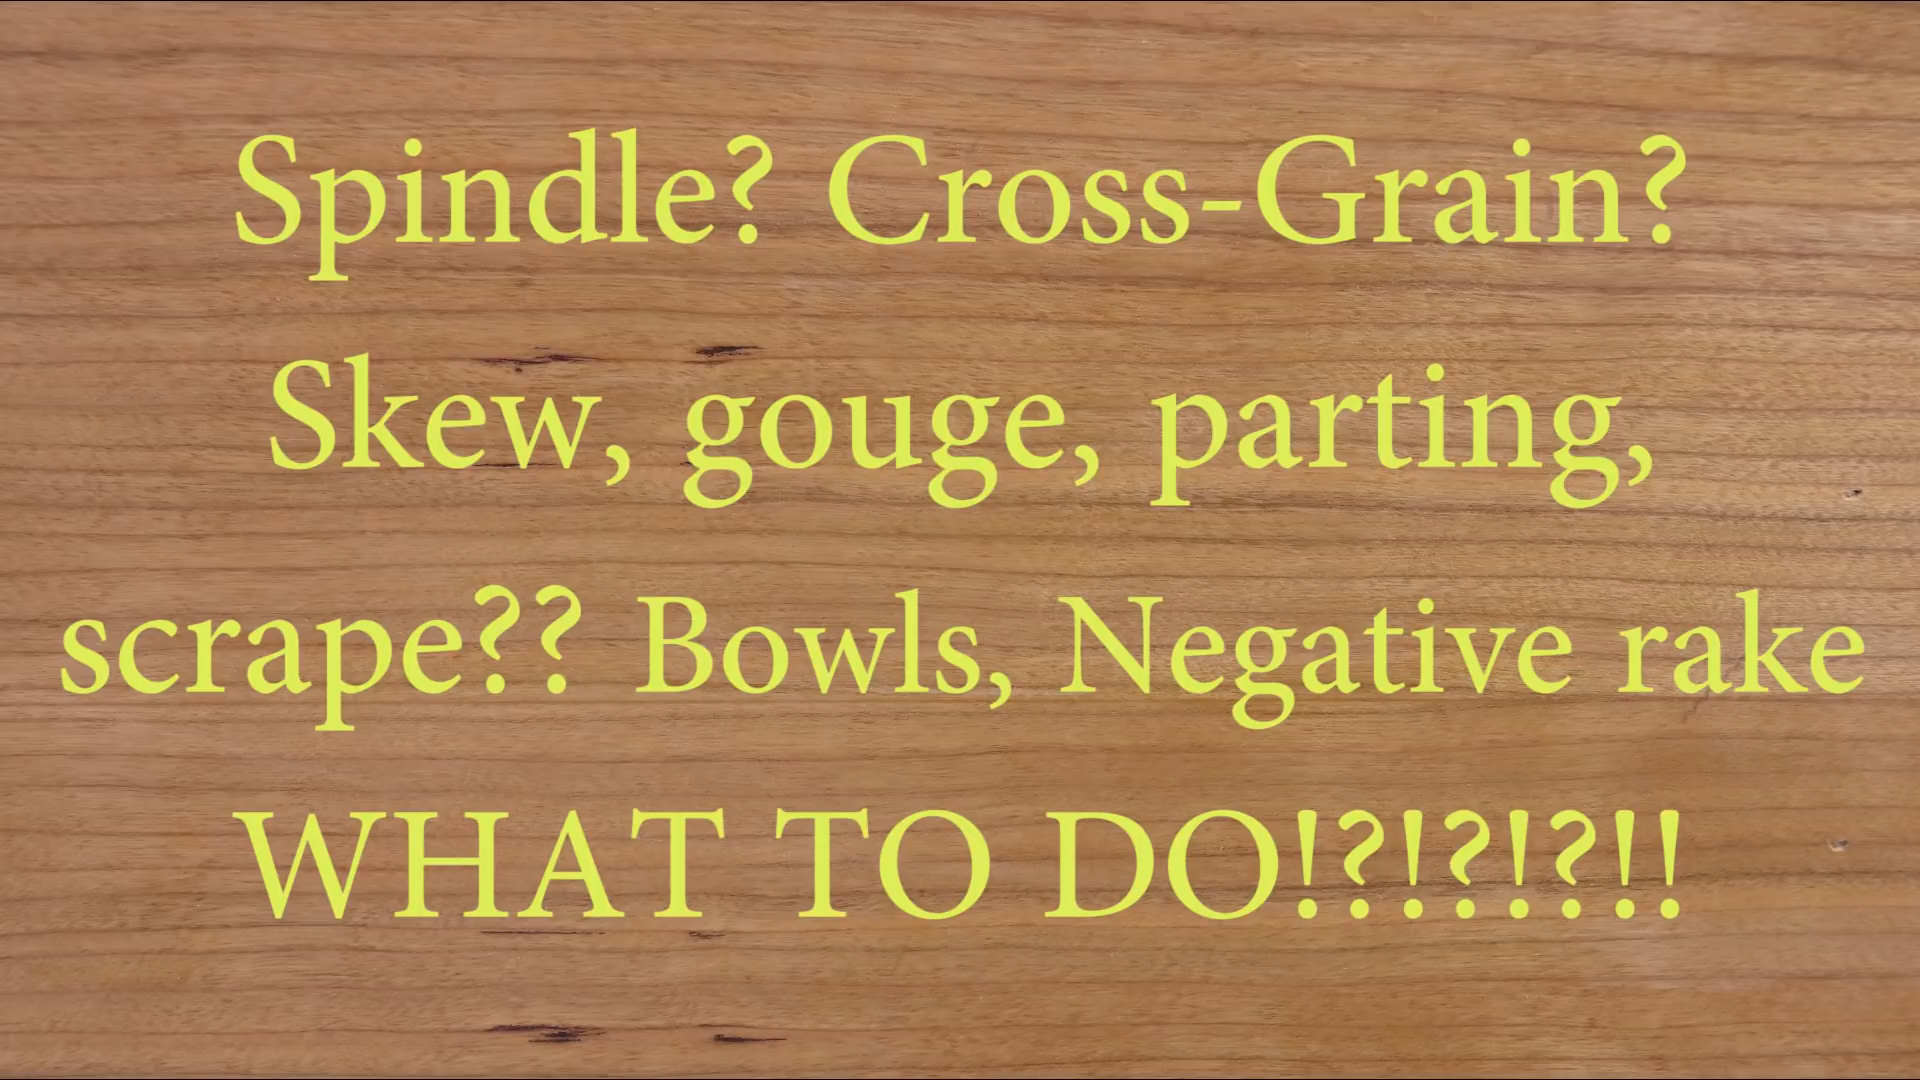 Spindle? Cross-Grain?
Skew, gouge, parting,
scrape?? Bowls, Negative rake
WHAT TO DO!?!?!?!!